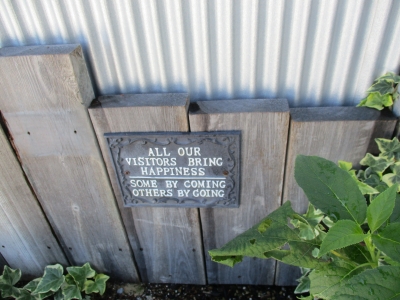 ALL OUR
VISITORS BRING
HAPPINESS
SOME BY COMING
OTHERS BY GOING